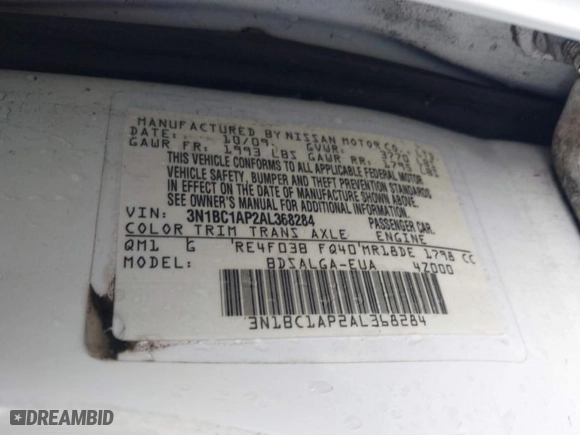 MANUFACTURED BY NISSAN MOTOR CO.,
DATE: 10/09 GVWR: 3770
GAWR FR: 1993 LBS GAWR RR: 1797
THIS VEHICLE CONFORMS TO ALL APPLICABLE FEDERAL MOTOR
VEHICLE SAFETY, BUMPER AND THEFT PREVENTION STANDARDS
IN EFFECT ON THE DATE OF MANUFACTURE SHOWN ABOVE.
SEE OWNER'S MANUAL FOR ADDITIONAL INFORMATION.
VIN: 3N1BC1AP2AL368284 PASSENGER CAR
COLOR TRIM TRANS AXLE ENGINE
QM1 G RE4F03B FQ40 MR18DE 1798 CC
MODEL: BDSALGA-EUA 4Z000
3N1BC1AP2AL368284
DREAMBID